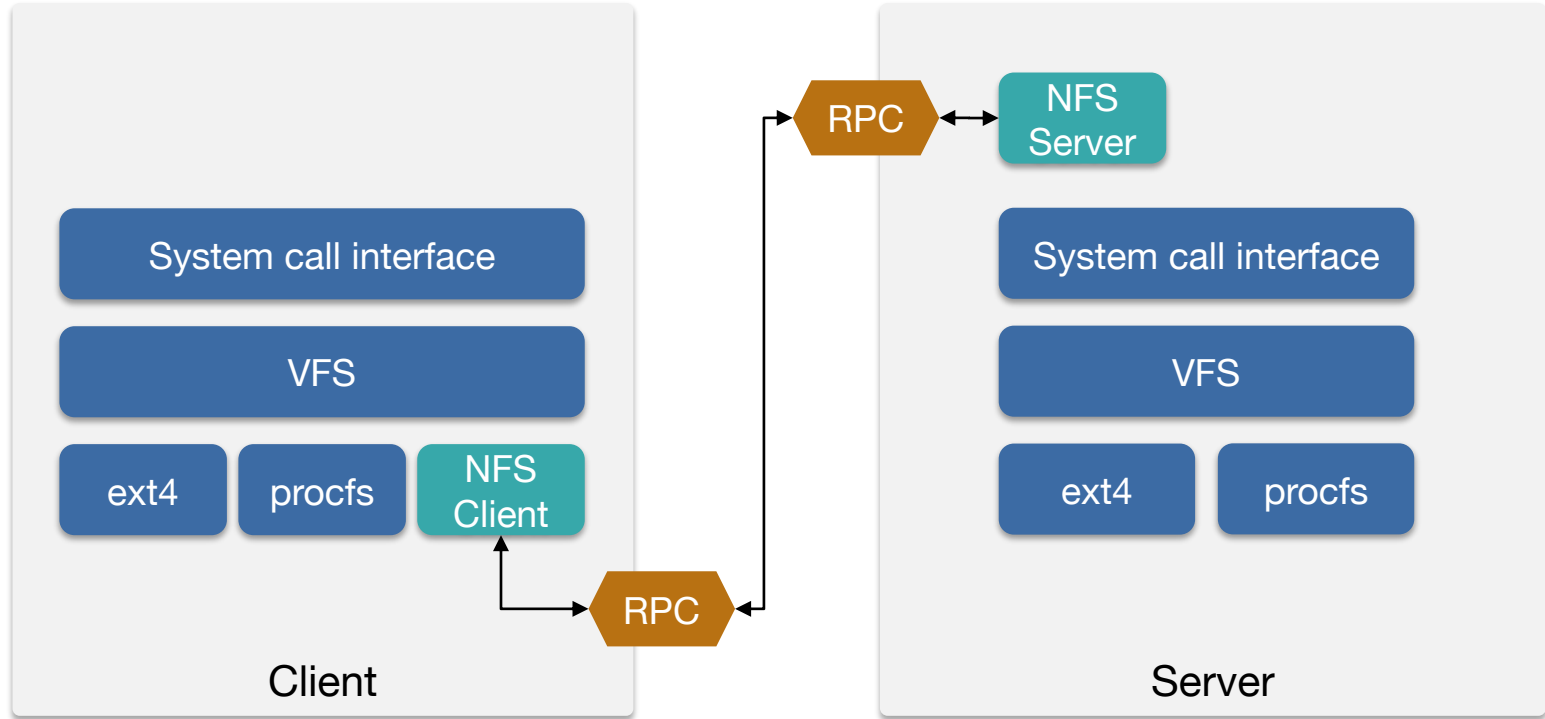 RPC
NFS
Server
System call interface
VFS
ext4
procfs
NFS
Client
RPC
Client
System call interface
VFS
ext4
procfs
Server